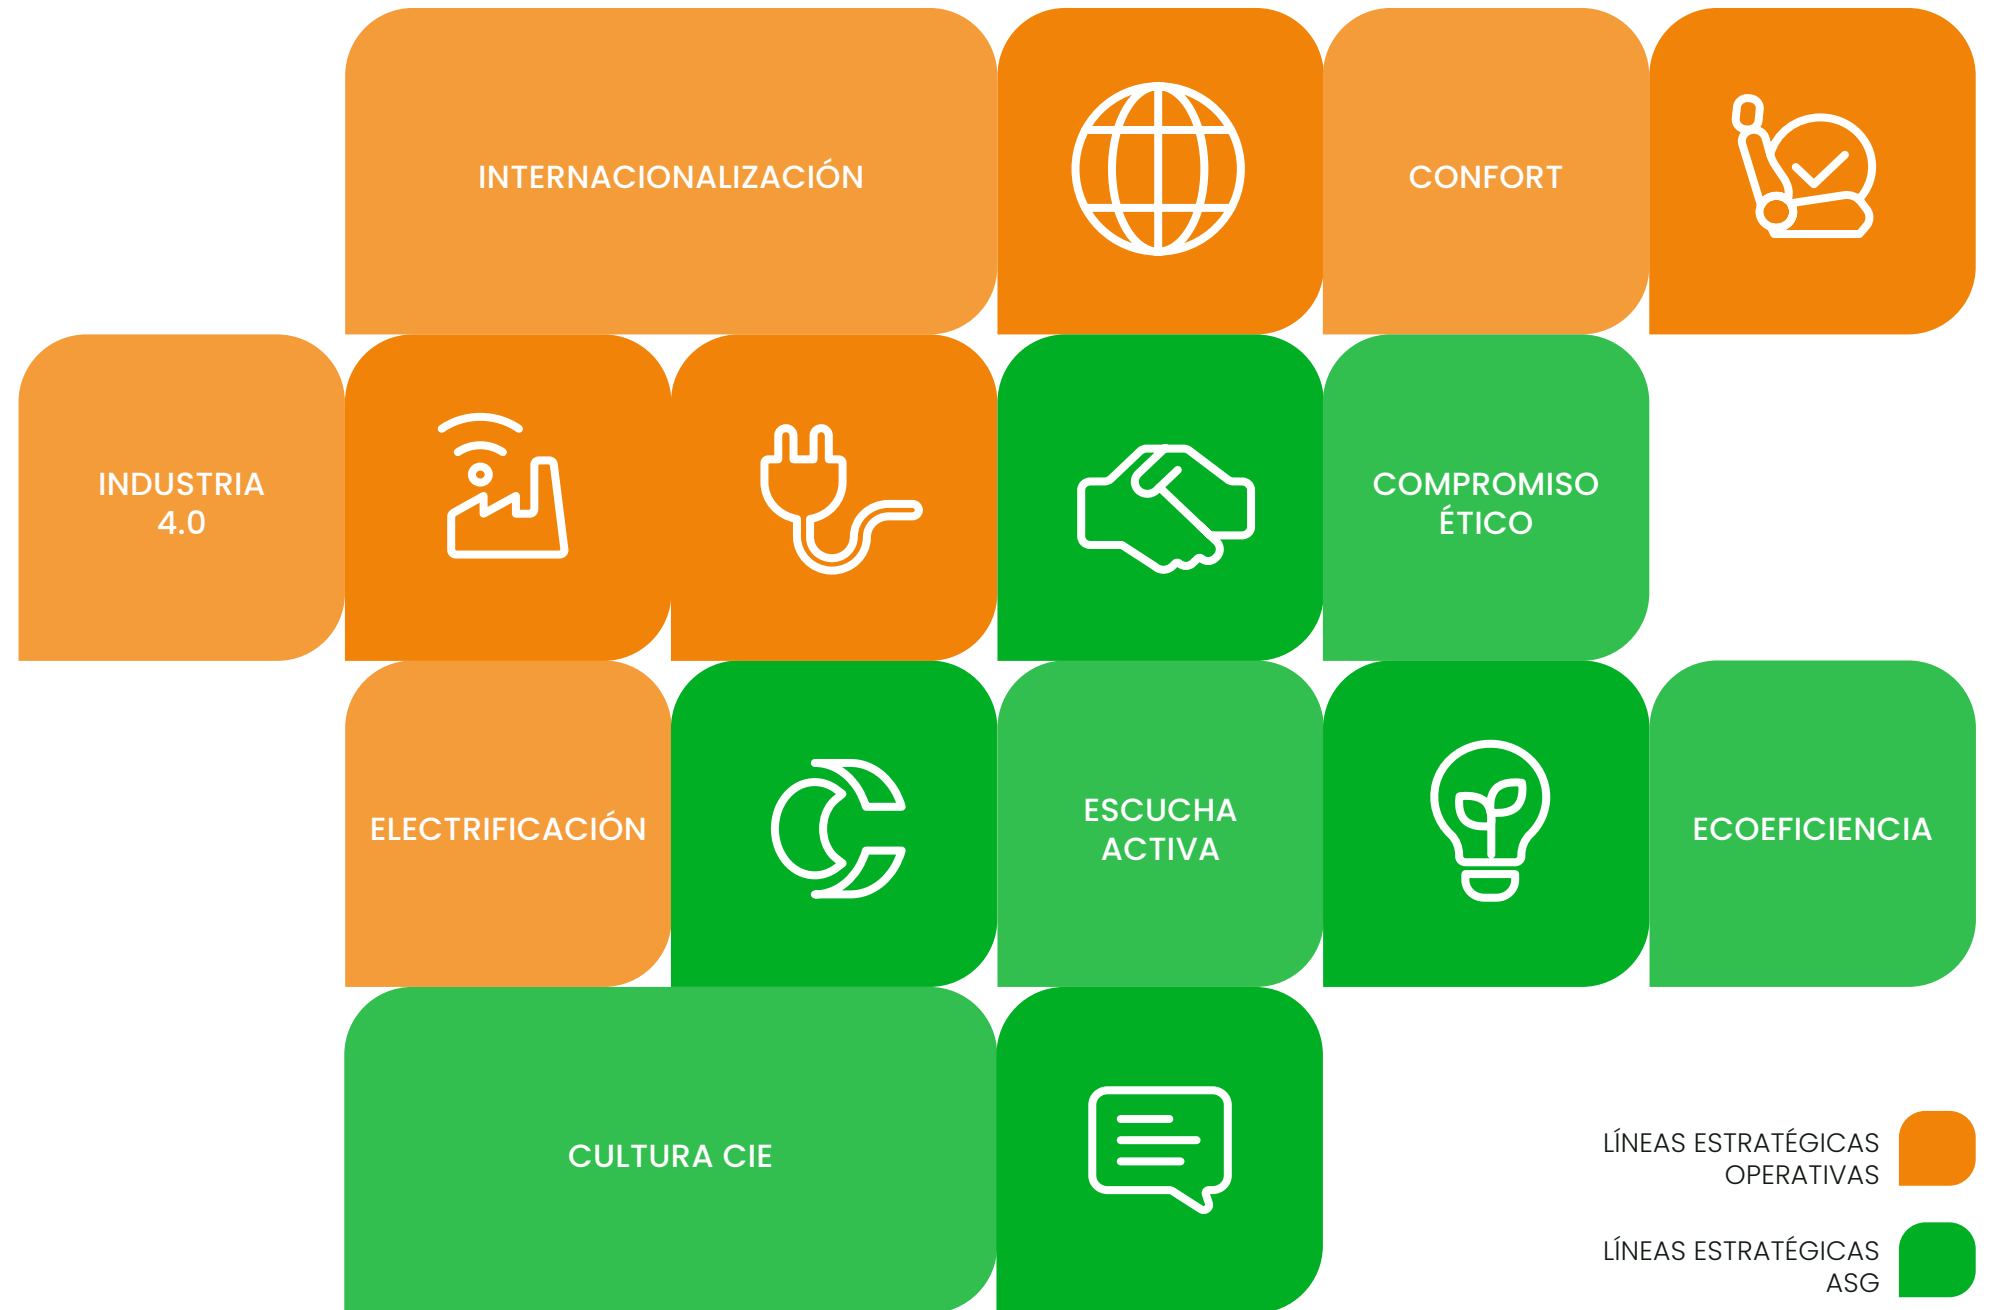 INTERNACIONALIZACIÓN
CONFORT
INDUSTRIA
4.0
COMPROMISO
ÉTICO
ELECTRIFICACIÓN
ESCUCHA
ACTIVA
ECOEFICIENCIA
CULTURA CIE
LÍNEAS ESTRATÉGICAS
OPERATIVAS
LÍNEAS ESTRATÉGICAS
ASG